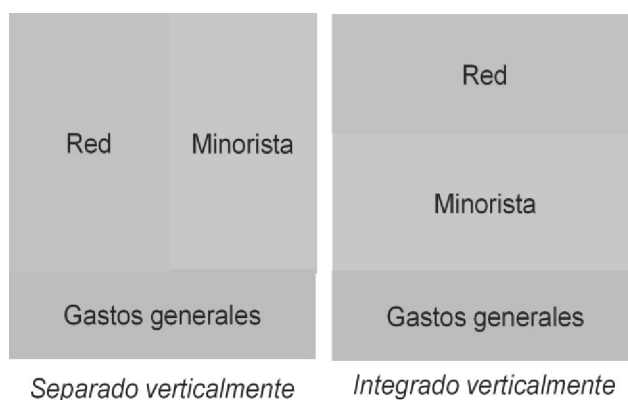 Red
Minorista
Gastos generales
Separado verticalmente
Red
Minorista
Gastos generales
Integrado verticalmente